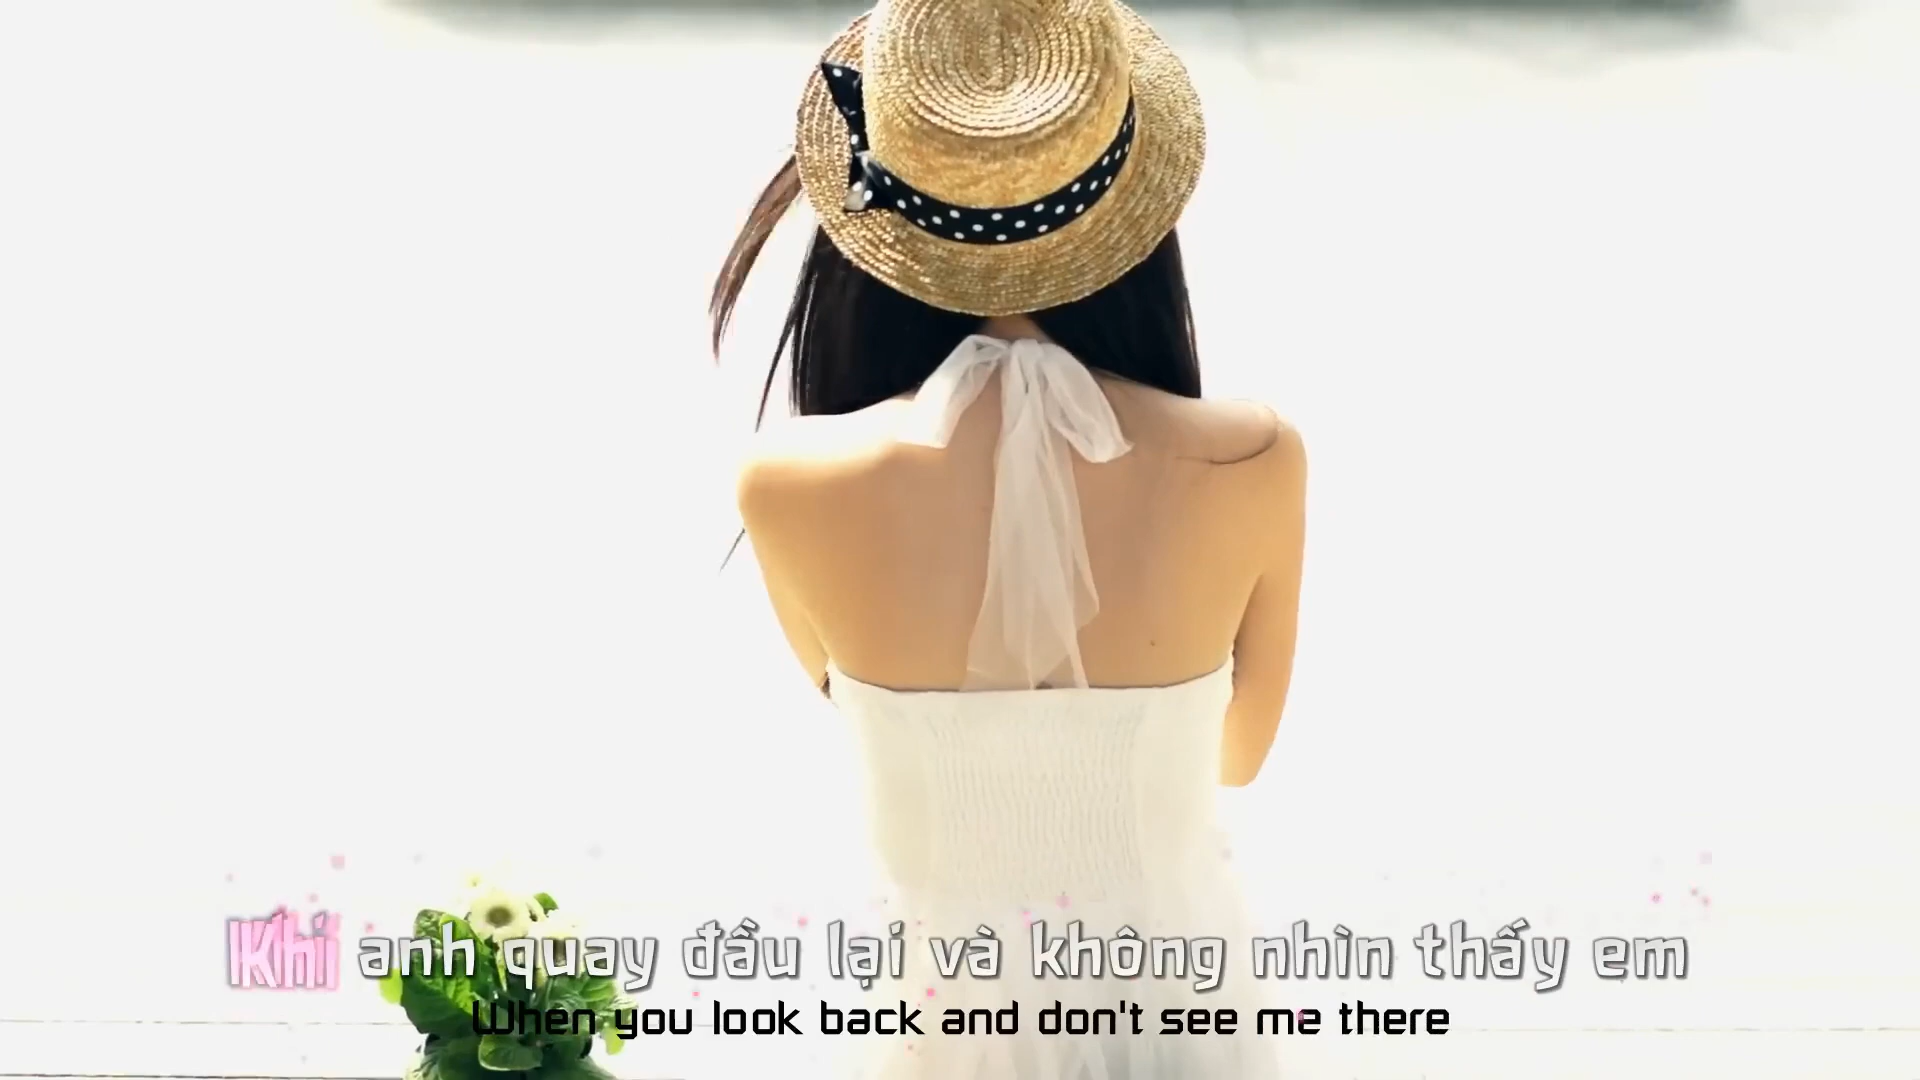 Khi anh quay đầu lại và không nhìn thấy em
When you look back and don't see me there